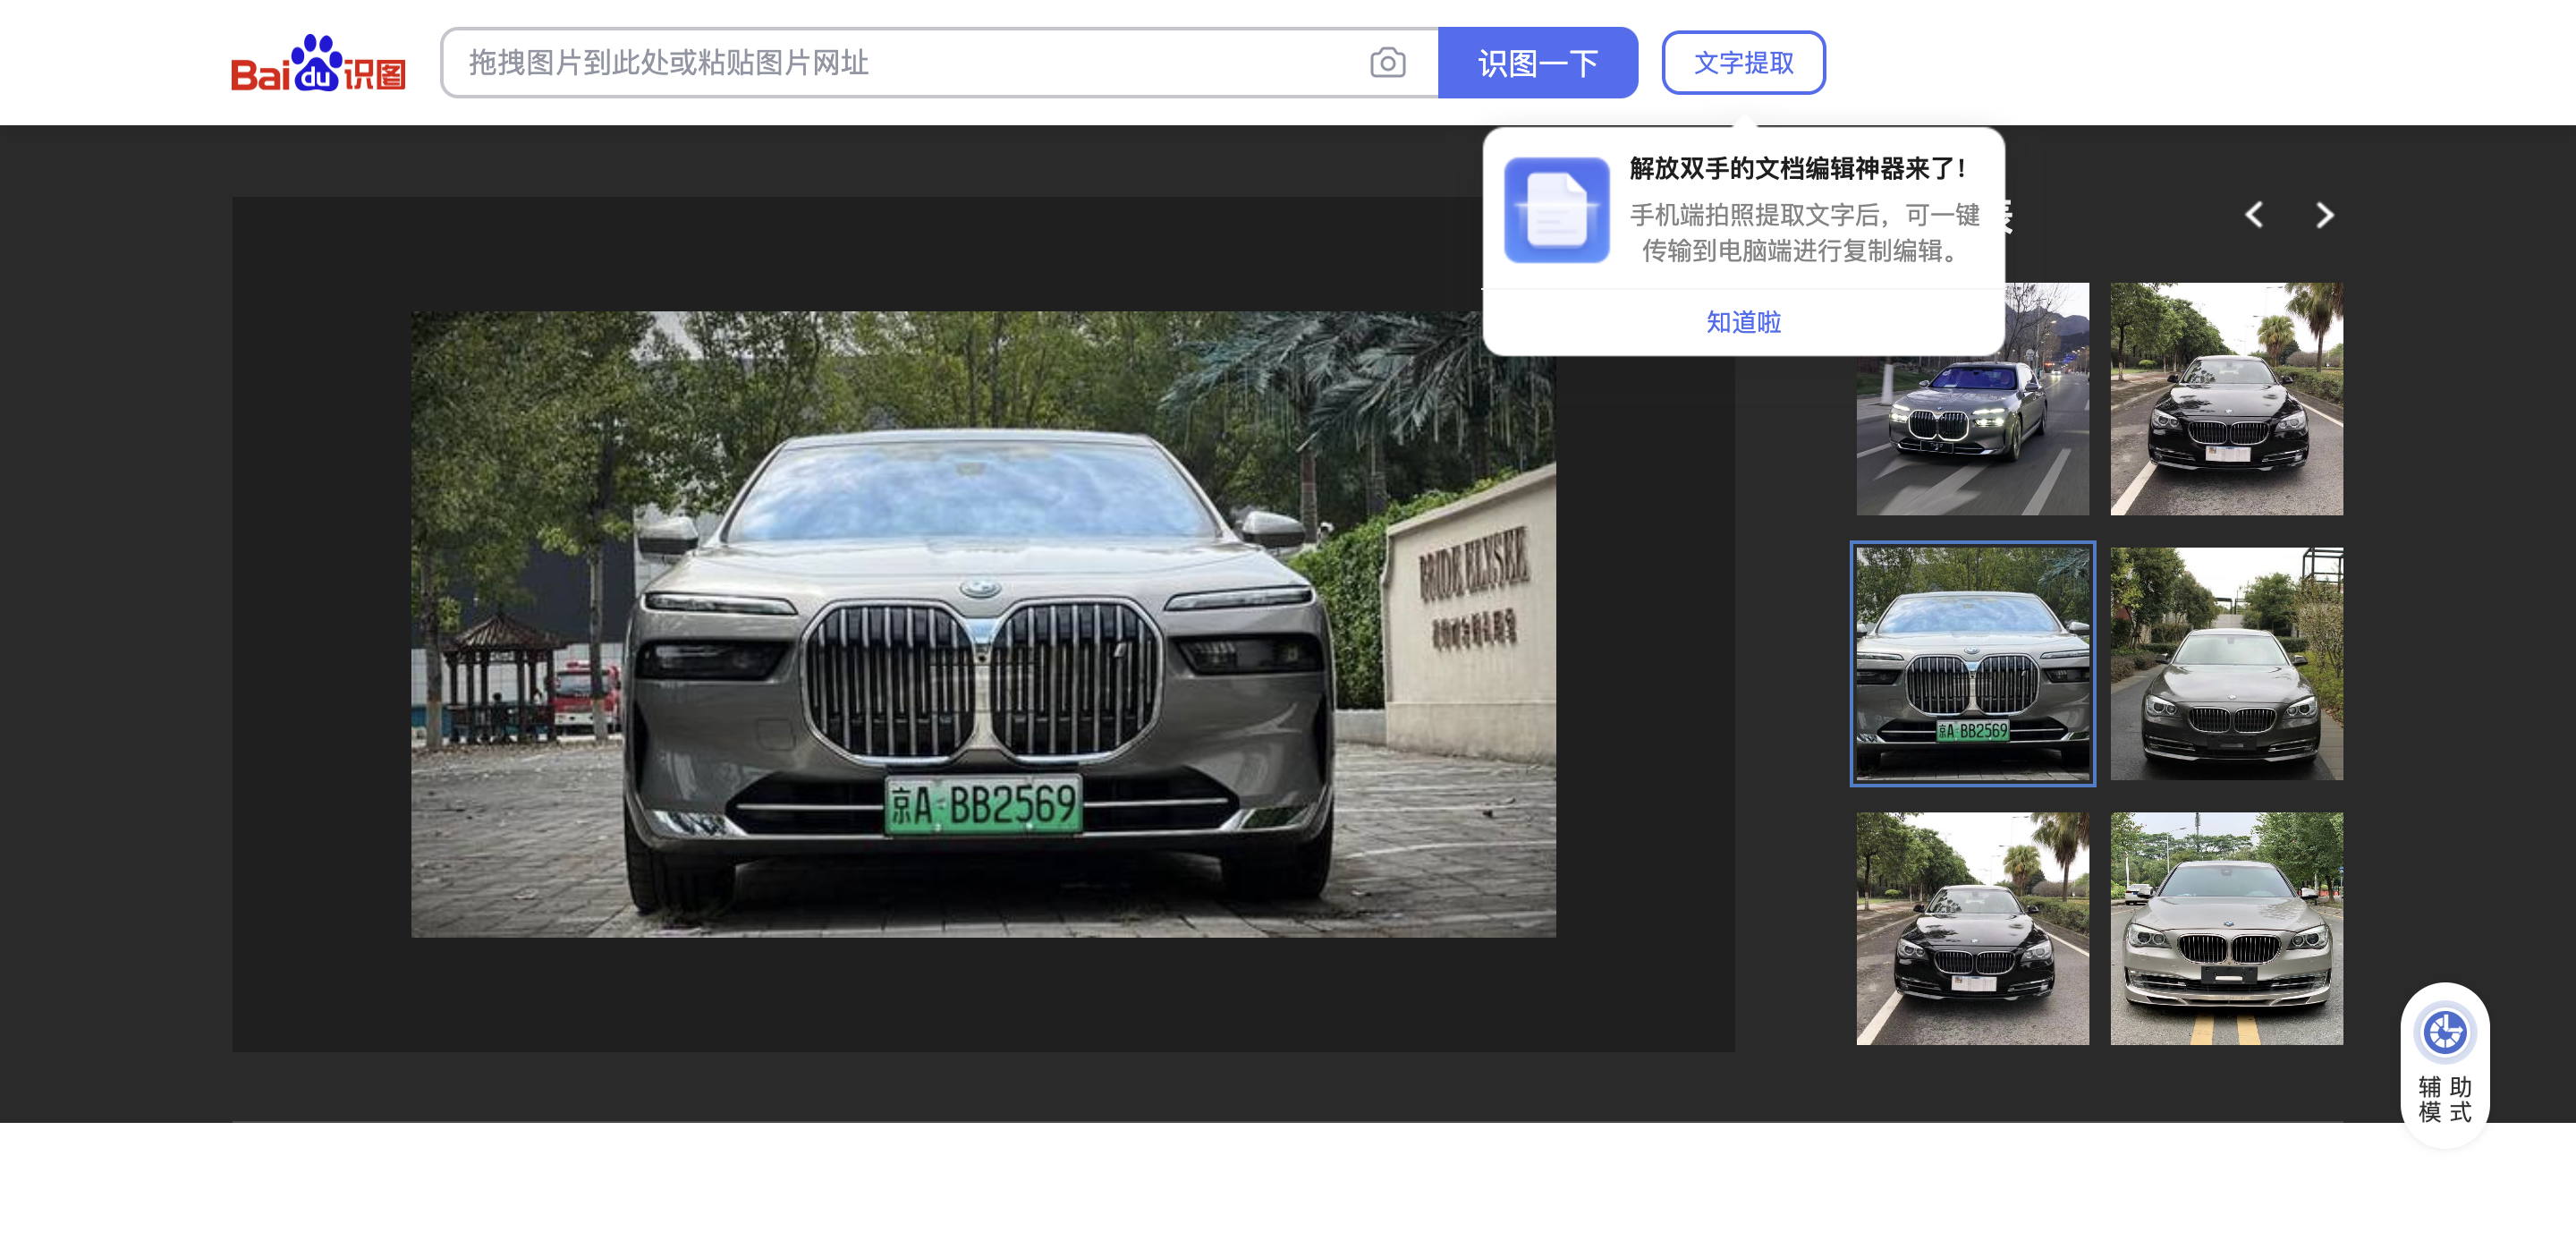 Bai du 识图
拖拽图片到此处或粘贴图片网址
识图一下
文字提取
解放双手的文档编辑神器来了！
手机端拍照提取文字后，可一键
传输到电脑端进行复制编辑。
知道啦
BRIDE ELYSEE
京A·BB2569
京A·BB2569
辅助
模式